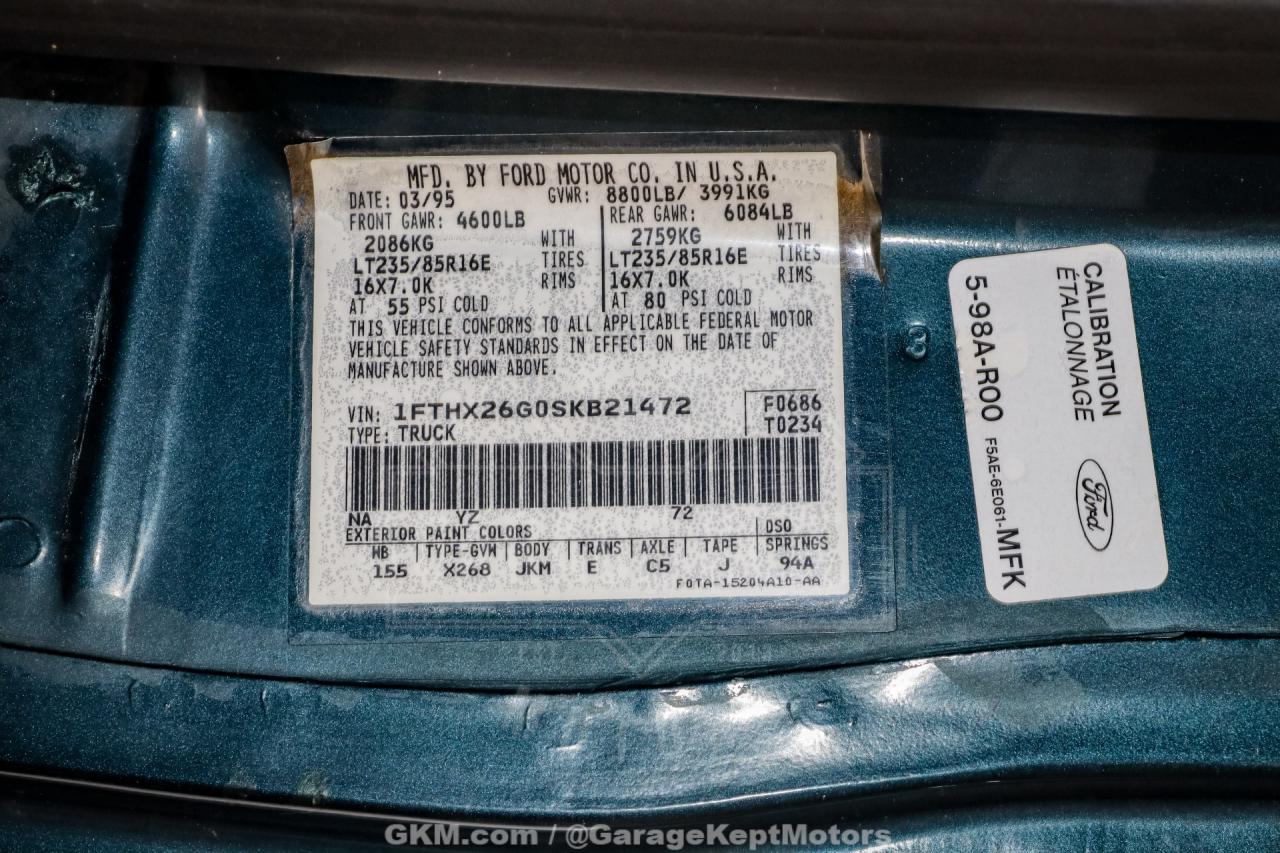 MFD. BY FORD MOTOR CO. IN U.S.A.
DATE: 03/95 GVWR: 8800LB/ 3991KG
FRONT GAWR: 4600LB REAR GAWR: 6084LB
2086KG WITH 2759KG WITH
LT235/85R16E TIRES LT235/85R16E TIRES
16X7.0K RIMS 16X7.0K RIMS
AT 55 PSI COLD AT 80 PSI COLD
THIS VEHICLE CONFORMS TO ALL APPLICABLE FEDERAL MOTOR
VEHICLE SAFETY STANDARDS IN EFFECT ON THE DATE OF
MANUFACTURE SHOWN ABOVE.
VIN: 1FTHX26G0SKB21472 F0686
TYPE: TRUCK T0234
NA YZ 72
EXTERIOR PAINT COLORS DSO
WB TYPE-GVW BODY TRANS AXLE TAPE SPRINGS
155 X268 JKM E C5 J 94A
F0TA-15204A10-AA
3
CALIBRATION
ÉTALONNAGE
Ford
5-98A-R00 F5AE-6E061-MFK
GKM.com / @GarageKeptMotors